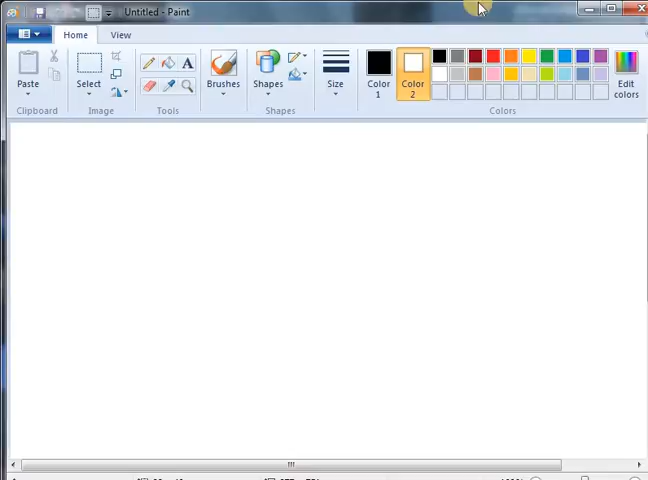 Untitled - Paint
Home View
Paste Select Brushes Shapes Size Color 1 Color 2 Edit colors
Clipboard Image Tools Shapes Colors